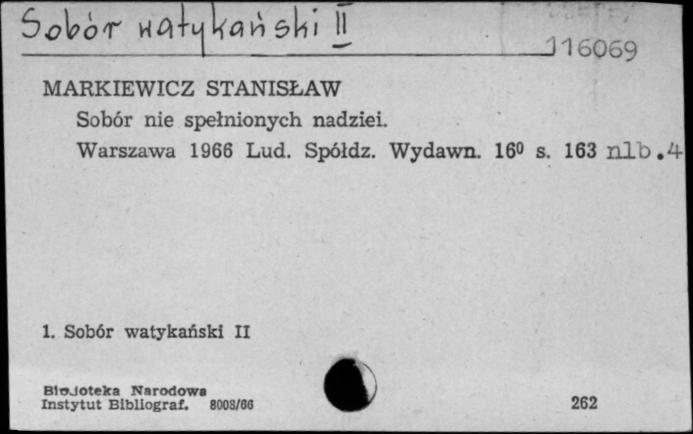 Sobór watykański II
116069
MARKIEWICZ STANISŁAW
Sobór nie spełnionych nadziei.
Warszawa 1966 Lud. Spółdz. Wydawn. 16⁰ s. 163 nlb.4
1. Sobór watykański II
Biblioteka Narodowa
Instytut Bibliograf. 8008/66
262